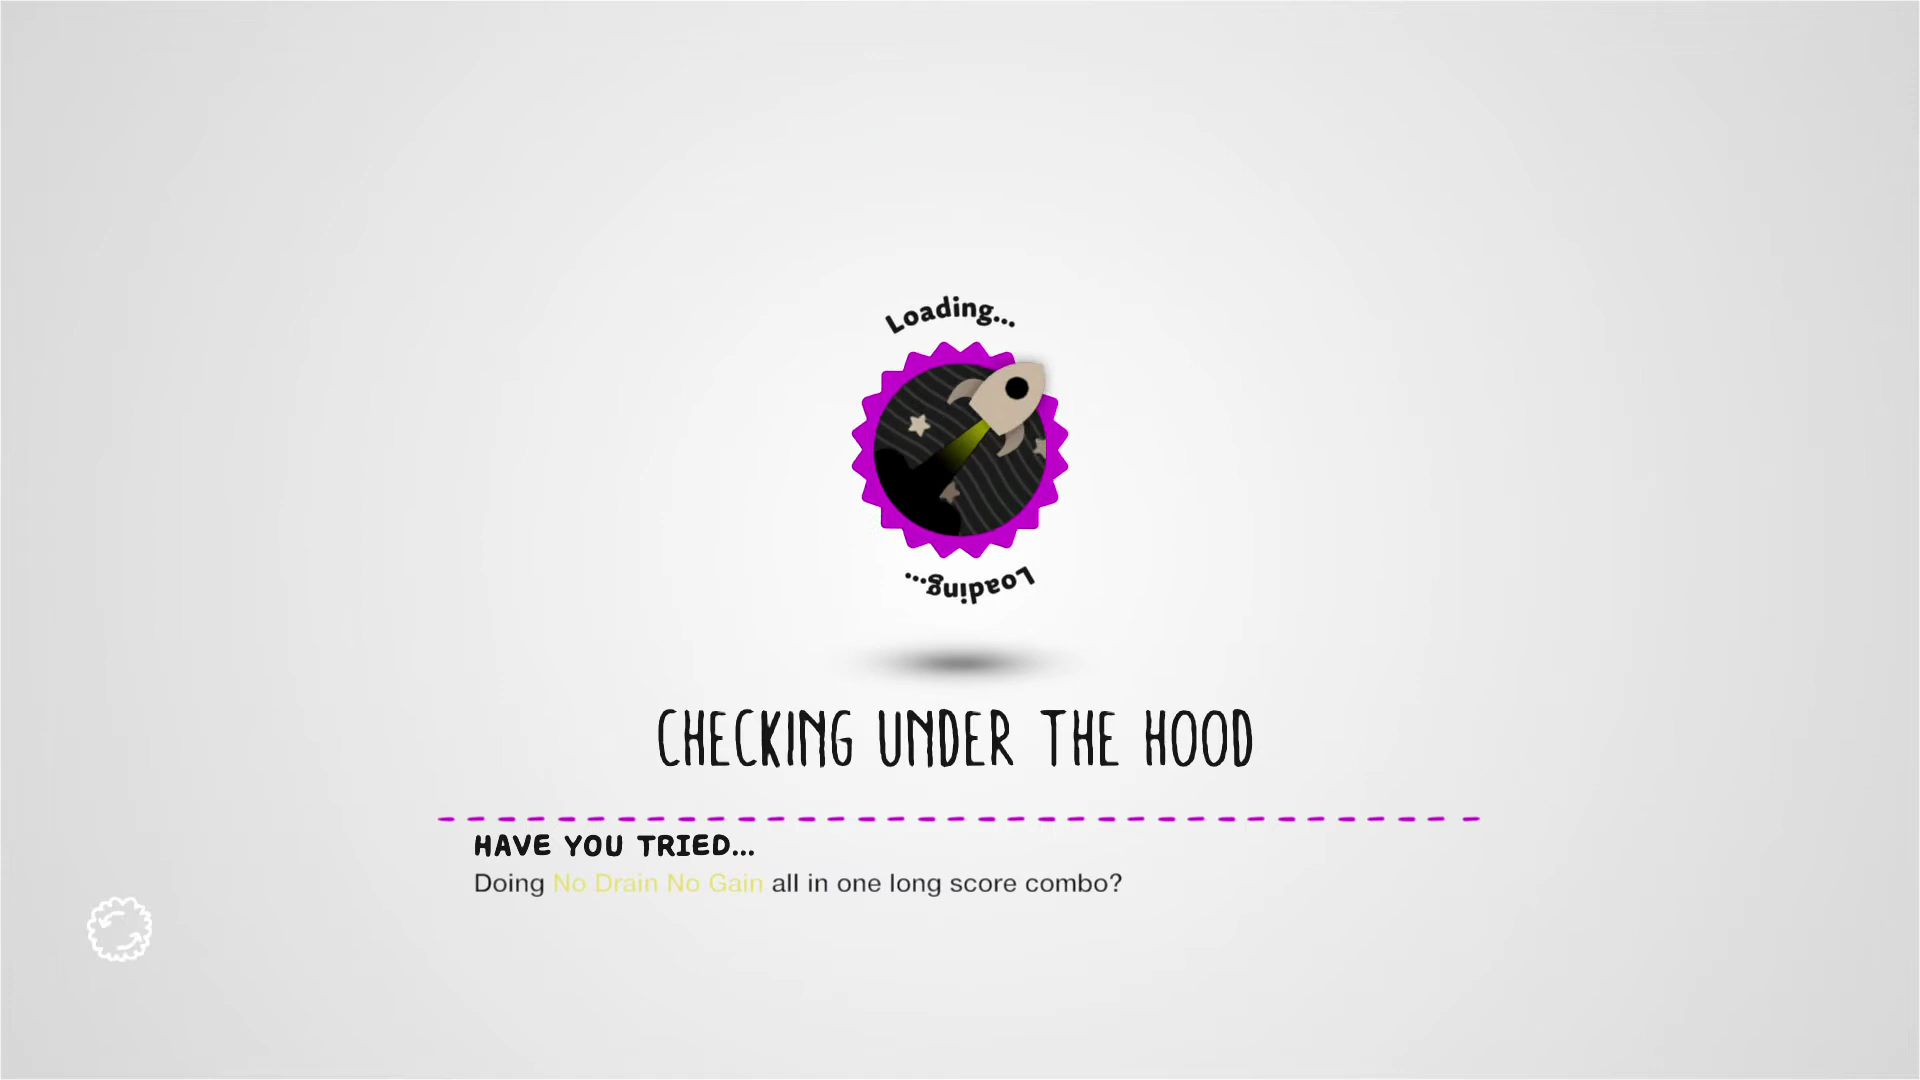 Loading...
Loading...
CHECKING UNDER THE HOOD
HAVE YOU TRIED...
Doing No Drain No Gain all in one long score combo?